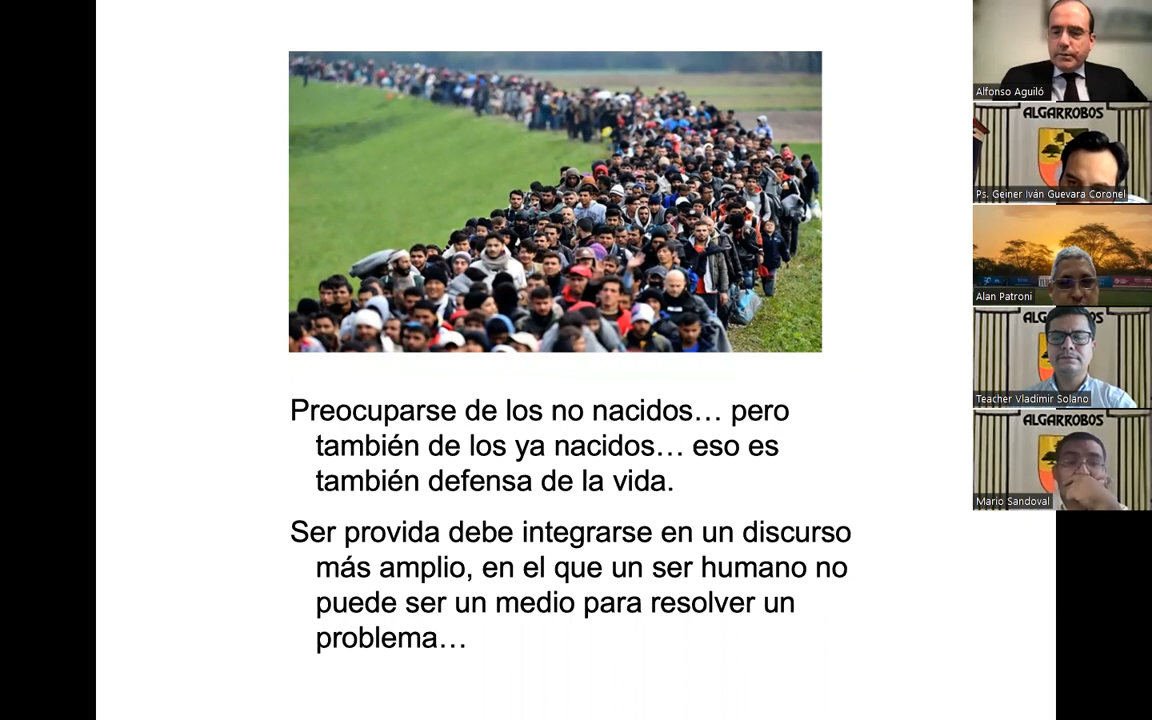 Preocuparse de los no nacidos… pero
también de los ya nacidos… eso es
también defensa de la vida.
Ser provida debe integrarse en un discurso
más amplio, en el que un ser humano no
puede ser un medio para resolver un
problema…
Alfonso Aguiló
ALGARROBOS
Ps. Geiner Iván Guevara Coronel
Alan Patroni
ALG OS
Teacher Vladimir Solano
ALGARROBOS
Mario Sandoval